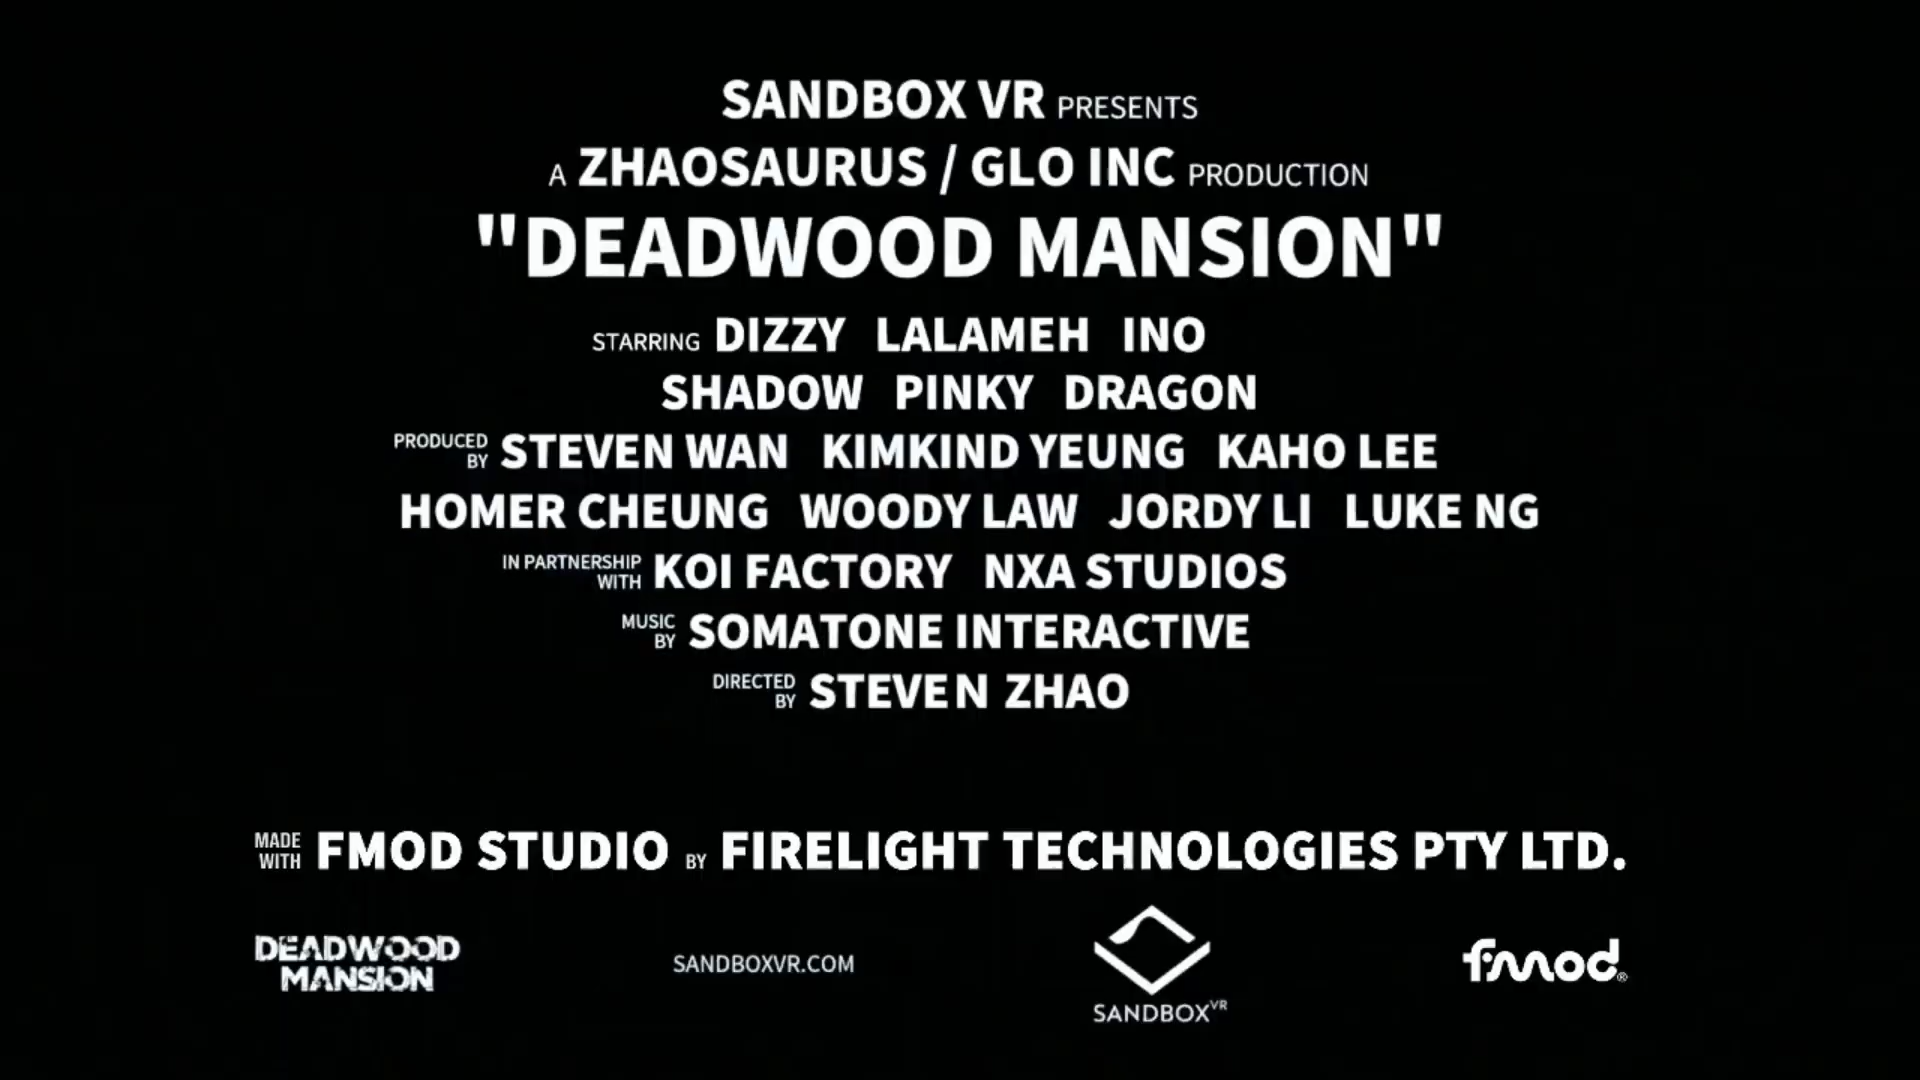 SANDBOX VR PRESENTS
A ZHAOSAURUS / GLO INC PRODUCTION
"DEADWOOD MANSION"
STARRING DIZZY LALAMEH INO
SHADOW PINKY DRAGON
PRODUCED BY STEVEN WAN KIMKIND YEUNG KAHO LEE
HOMER CHEUNG WOODY LAW JORDY LI LUKE NG
IN PARTNERSHIP WITH KOI FACTORY NXA STUDIOS
MUSIC BY SOMATONE INTERACTIVE
DIRECTED BY STEVEN ZHAO
MADE WITH FMOD STUDIO BY FIRELIGHT TECHNOLOGIES PTY LTD.
DEADWOOD
MANSION
SANDBOXVR.COM
SANDBOX VR
fmod®